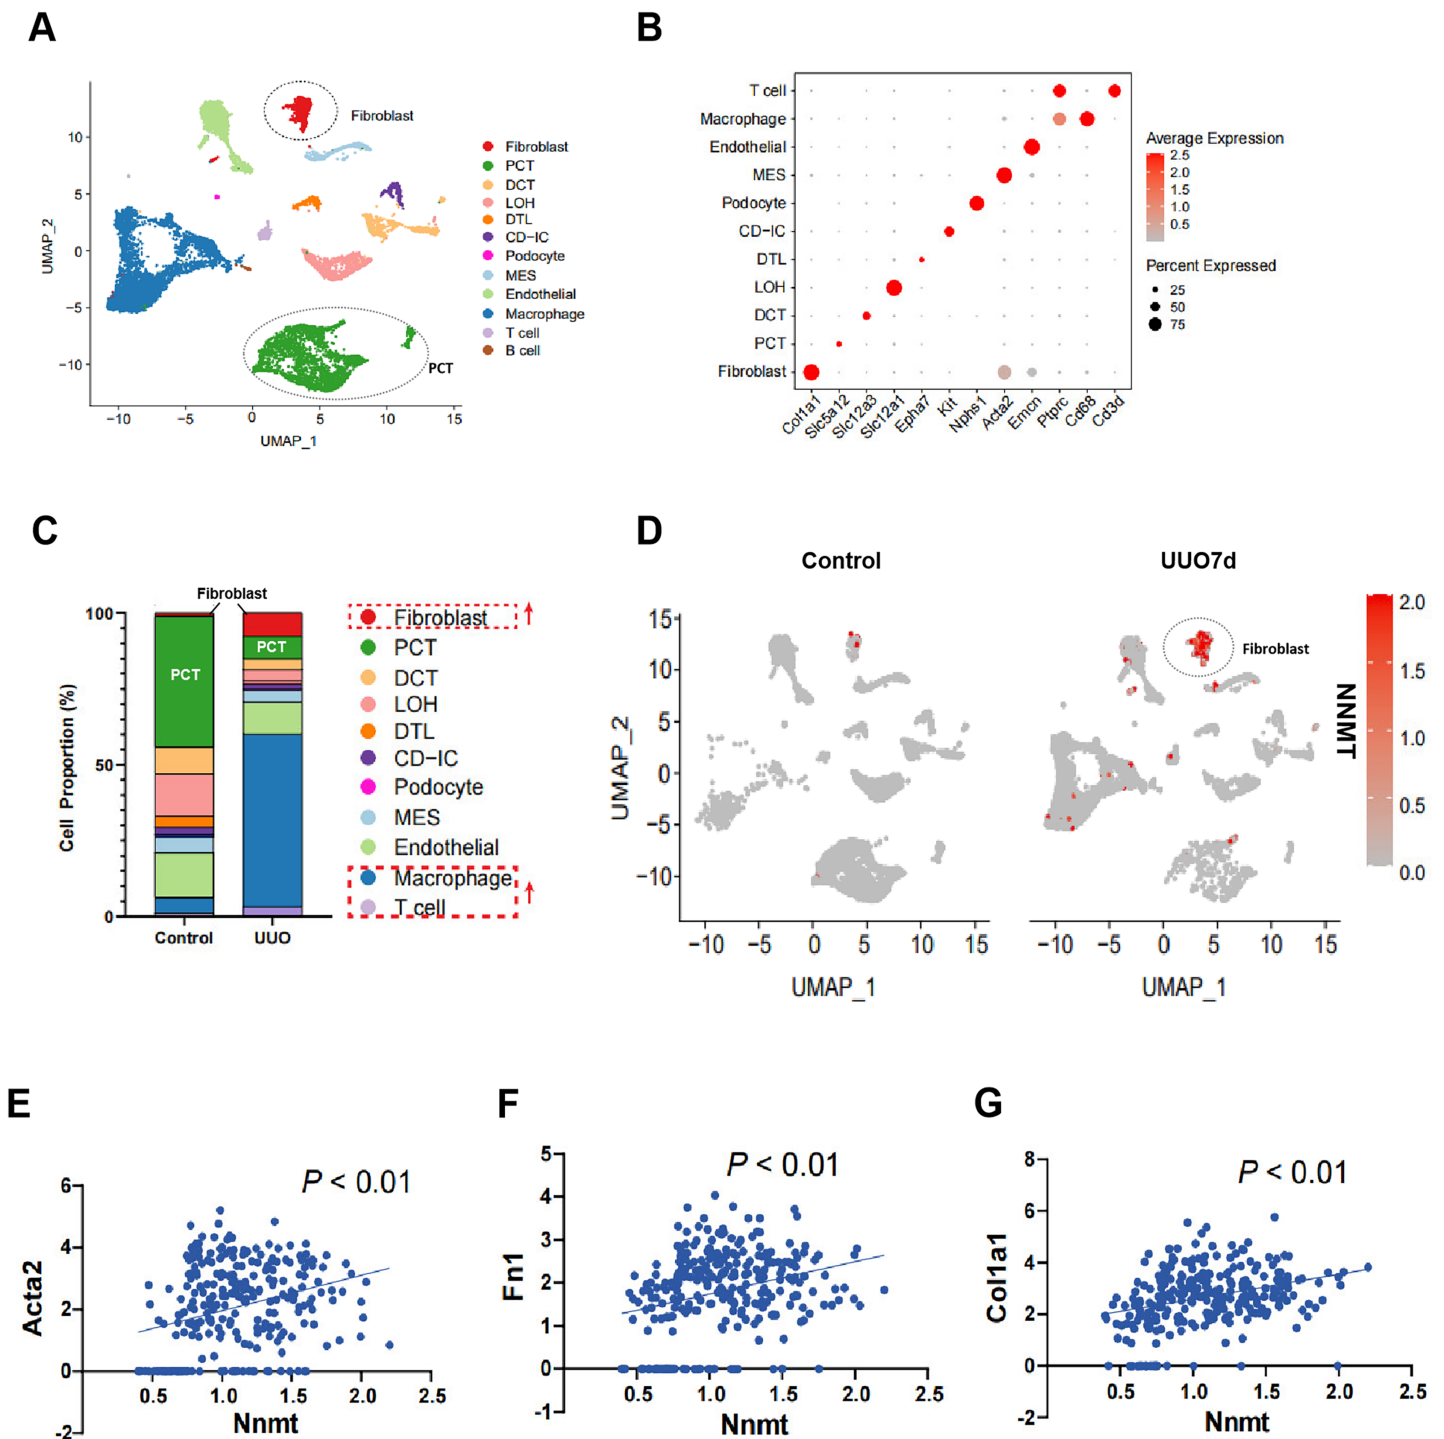 A
Fibroblast
10
5
0
−5
−10
UMAP_2
−10
−5
0
5
10
15
UMAP_1
PCT
Fibroblast
PCT
DCT
LOH
DTL
CD−IC
Podocyte
MES
Endothelial
Macrophage
T cell
B cell
B
T cell
Macrophage
Endothelial
MES
Podocyte
CD−IC
DTL
LOH
DCT
PCT
Fibroblast
Col1a1
Slc5a12
Slc12a3
Slc12a1
Epha7
Kit
Nphs1
Acta2
Emcn
Ptprc
Cd68
Cd3d
Average Expression
2.5
2.0
1.5
1.0
0.5
Percent Expressed
25
50
75
C
Fibroblast
100
50
0
Cell Proportion (%)
PCT
PCT
Control
UUO
Fibroblast
PCT
DCT
LOH
DTL
CD−IC
Podocyte
MES
Endothelial
Macrophage
T cell
D
Control
UUO7d
15
10
5
0
−5
−10
UMAP_2
−10
−5
0
5
10
15
UMAP_1
Fibroblast
−10
−5
0
5
10
15
UMAP_1
NNMT
2.0
1.5
1.0
0.5
0.0
E
P < 0.01
6
4
2
0
-2
Acta2
0.5
1.0
1.5
2.0
2.5
Nnmt
F
P < 0.01
5
4
3
2
1
0
-1
Fn1
0.5
1.0
1.5
2.0
2.5
Nnmt
G
P < 0.01
8
6
4
2
0
-2
Col1a1
0.5
1.0
1.5
2.0
2.5
Nnmt